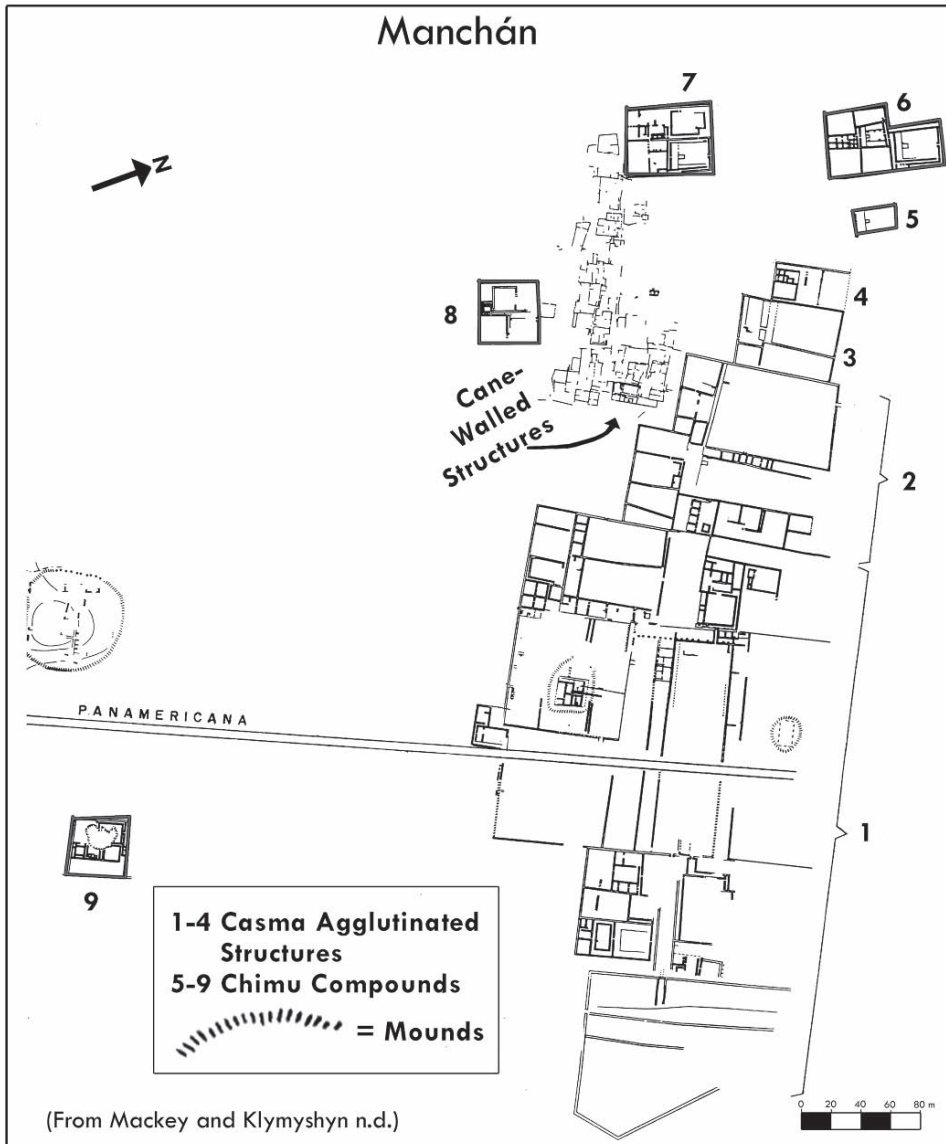 Manchán
7
6
N
5
4
8
3
Cane-
Walled
Structures
2
PANAMERICANA
1
9
1-4 Casma Agglutinated
Structures
5-9 Chimu Compounds
= Mounds
(From Mackey and Klymyshyn n.d.)
0 20 40 60 80 m